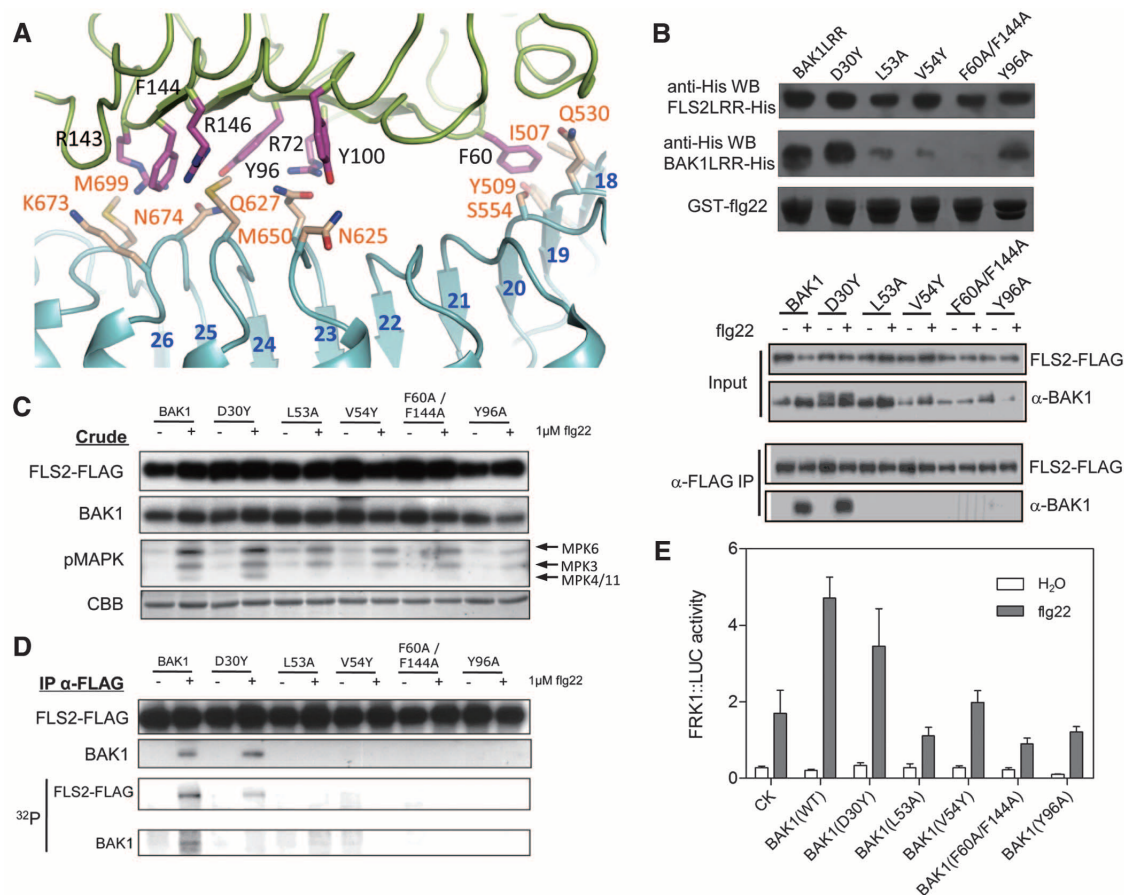 A
F144
R143
R146
R72
Y96
Y100
F60
I507
Q530
M699
K673
N674
Q627
M650
N625
Y509
S554
18
19
20
21
22
23
24
25
26
B
BAK1LRR D30Y L53A V54Y F60A/F144A Y96A
anti-His WB
FLS2LRR-His
anti-His WB
BAK1LRR-His
GST-flg22
BAK1 D30Y L53A V54Y F60A/F144A Y96A
flg22
- + - + - + - + - + - +
Input
FLS2-FLAG
α-BAK1
α-FLAG IP
FLS2-FLAG
α-BAK1
C
BAK1 D30Y L53A V54Y F60A / F144A Y96A
Crude
- + - + - + - + - + - + 1µM flg22
FLS2-FLAG
BAK1
pMAPK
MPK6
MPK3
MPK4/11
CBB
D
BAK1 D30Y L53A V54Y F60A / F144A Y96A
IP α-FLAG
- + - + - + - + - + - + 1µM flg22
FLS2-FLAG
BAK1
32P
FLS2-FLAG
BAK1
E
FRK1::LUC activity
6
4
2
0
H2O
flg22
CK
BAK1(WT)
BAK1(D30Y)
BAK1(L53A)
BAK1(V54Y)
BAK1(F60A/F144A)
BAK1(Y96A)